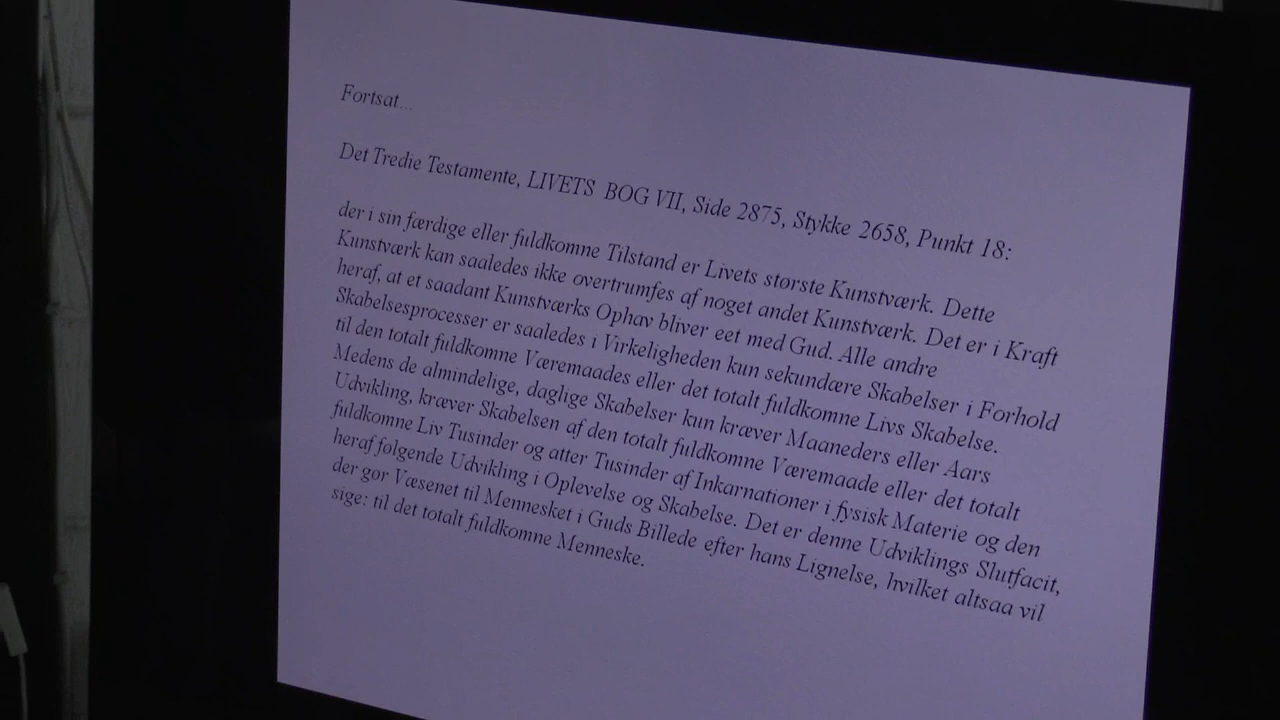 Fortsat...
Det Tredie Testamente, LIVETS BOG VII, Side 2875, Stykke 2658, Punkt 18:
der i sin færdige eller fuldkomne Tilstand er Livets største Kunstværk. Dette
Kunstværk kan saaledes ikke overtrumfes af noget andet Kunstværk. Det er i Kraft
heraf, at et saadant Kunstværks Ophav bliver eet med Gud. Alle andre
Skabelsesprocesser er saaledes i Virkeligheden kun sekundære Skabelser i Forhold
til den totalt fuldkomne Væremaades eller det totalt fuldkomne Livs Skabelse.
Medens de almindelige, daglige Skabelser kun kræver Maaneders eller Aars
Udvikling, kræver Skabelsen af den totalt fuldkomne Væremaade eller det totalt
fuldkomne Liv Tusinder og atter Tusinder af Inkarnationer i fysisk Materie og den
heraf følgende Udvikling i Oplevelse og Skabelse. Det er denne Udviklings Slutfacit,
der gør Væsenet til Mennesket i Guds Billede efter hans Lignelse, hvilket altsaa vil
sige: til det totalt fuldkomne Menneske.